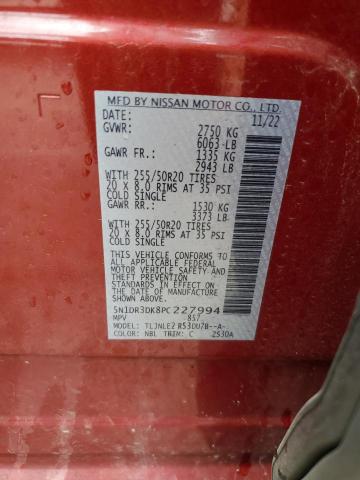 MFD BY NISSAN MOTOR CO., LTD.
DATE: 11/22
GVWR: 2750 KG
6063 LB
GAWR FR.: 1335 KG
2943 LB
WITH 255/50R20 TIRES
20 X 8.0 RIMS AT 35 PSI
COLD SINGLE
GAWR RR.: 1530 KG
3373 LB
WITH 255/50R20 TIRES
20 X 8.0 RIMS AT 35 PSI
COLD SINGLE
THIS VEHICLE CONFORMS TO ALL
APPLICABLE FEDERAL MOTOR
VEHICLE SAFETY AND
THEFT PREVENTION STANDARDS
IN EFFECT ON THE DATE OF
MANUFACTURE SHOWN ABOVE.
5N1DR3DK8PC227994
MPV 857
MODEL: R53
COLOR: NBL TRIM: C 2530A